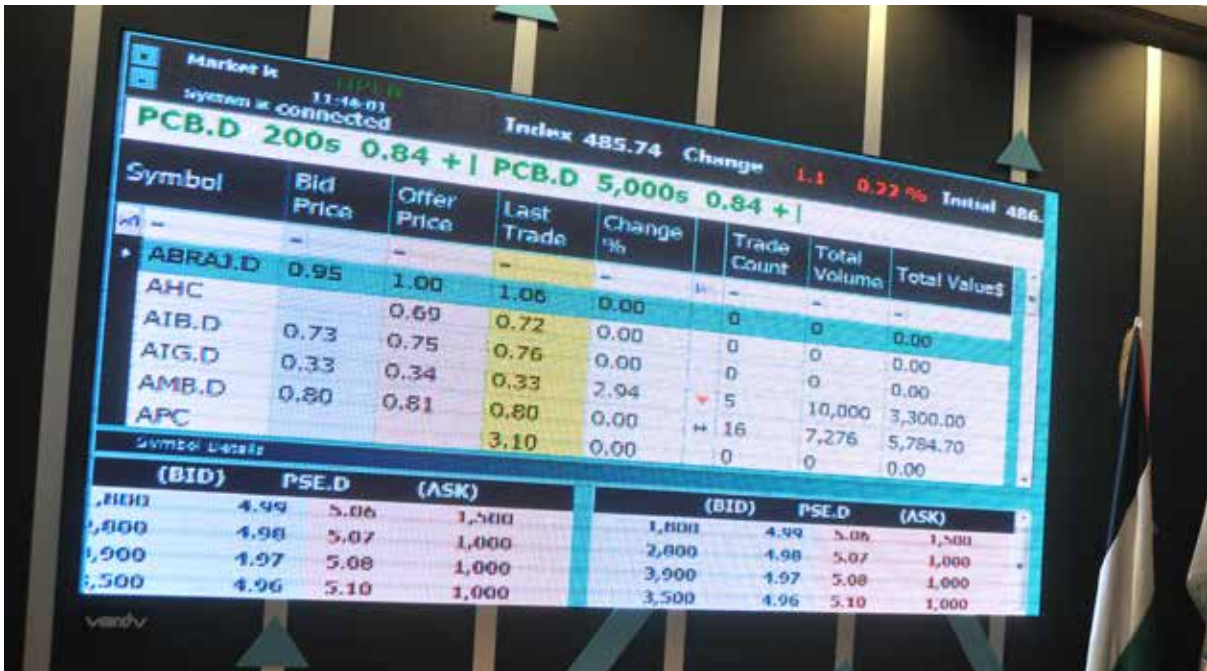 Market is OPEN
11:46:01
System is connected
Index 485.74 Change 1.1 0.22 % Initial 486.
PCB.D 200s 0.84 + | PCB.D 5,000s 0.84 + |
Symbol Bid Price Offer Price Last Trade Change % Trade Count Total Volume Total Value$
ABRAJ.D 0.95 1.00 1.06 0.00 0 0 0.00
AHC 0.69 0.72 0.00 0 0 0.00
AIB.D 0.73 0.75 0.76 0.00 0 0 0.00
ATG.D 0.33 0.34 0.33 2.94 5 10,000 3,300.00
AMB.D 0.80 0.81 0.80 0.00 16 7,276 5,784.70
APC 3.10 0.00 0 0 0.00
Symbol Details
(BID) PSE.D (ASK)
,800 4.99 5.06 1,500
,800 4.98 5.07 1,000
,900 4.97 5.08 1,000
,500 4.96 5.10 1,000
(BID) PSE.D (ASK)
1,800 4.99 5.06 1,500
2,800 4.98 5.07 1,000
3,900 4.97 5.08 1,000
3,500 4.96 5.10 1,000